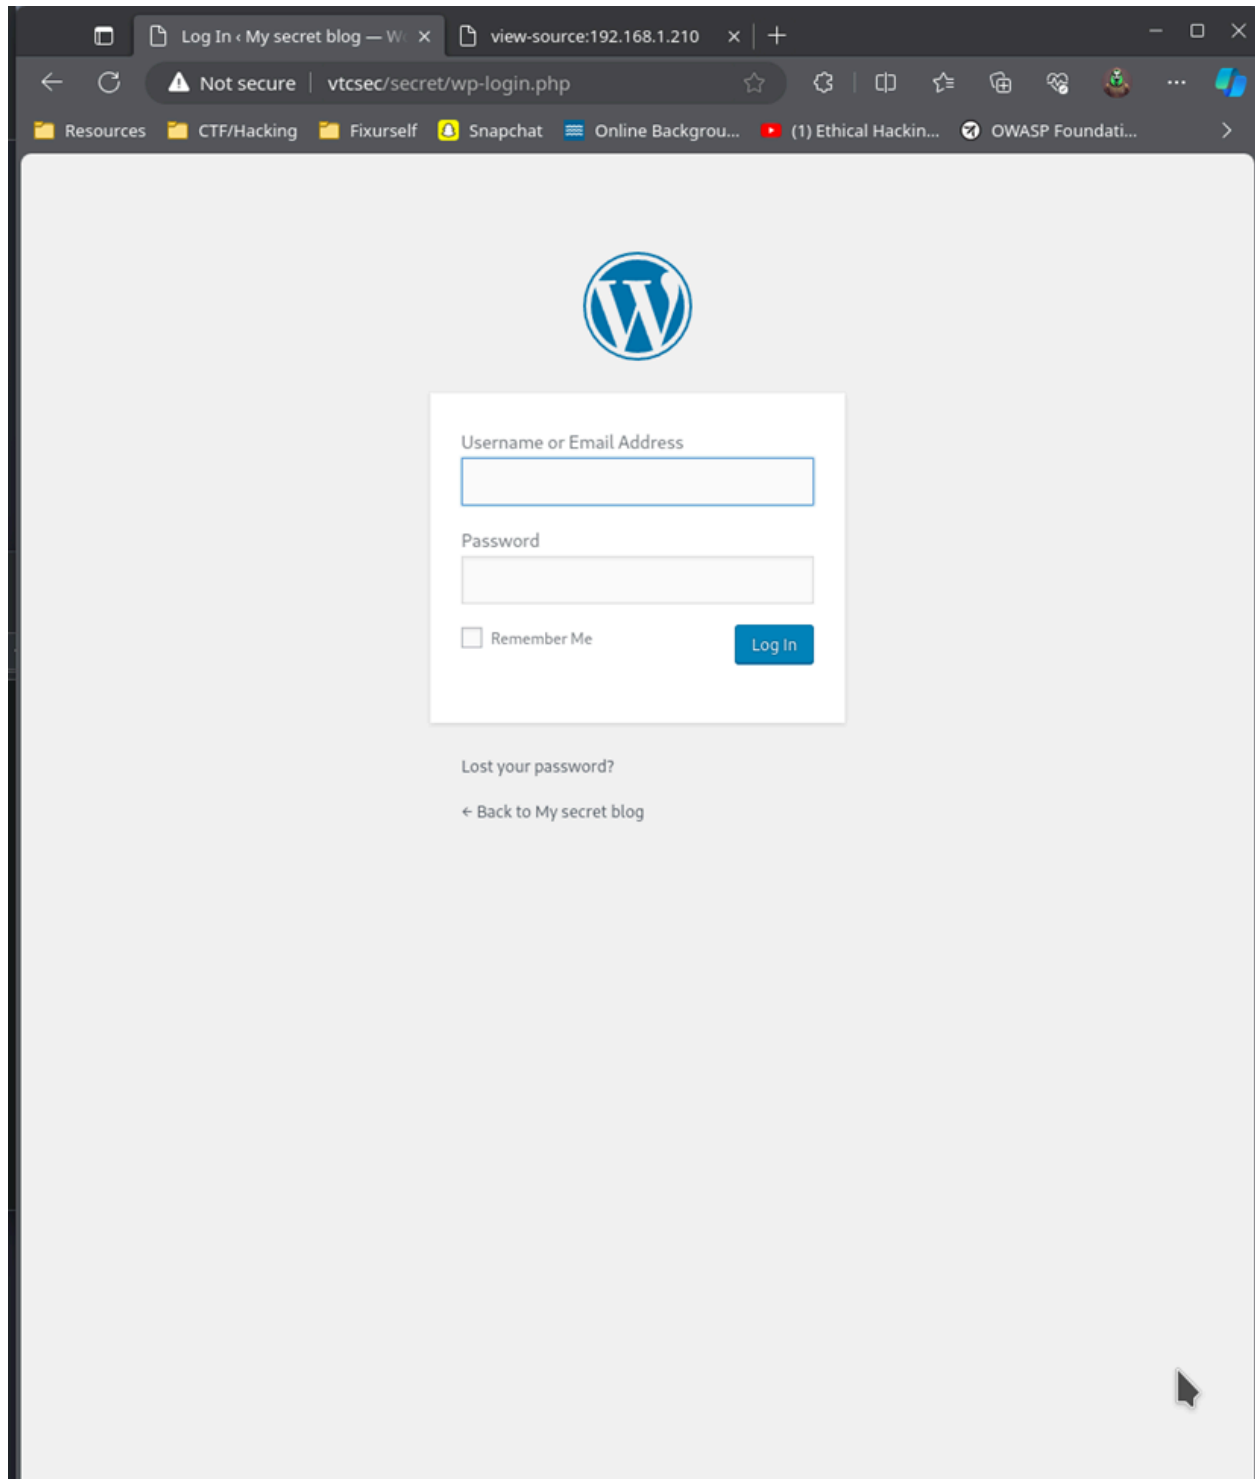 Log In ‹ My secret blog — W
view-source:192.168.1.210
Not secure
vtcsec/secret/wp-login.php
Resources
CTF/Hacking
Fixurself
Snapchat
Online Backgrou...
(1) Ethical Hackin...
OWASP Foundati...
Username or Email Address
Password
Remember Me
Log In
Lost your password?
← Back to My secret blog